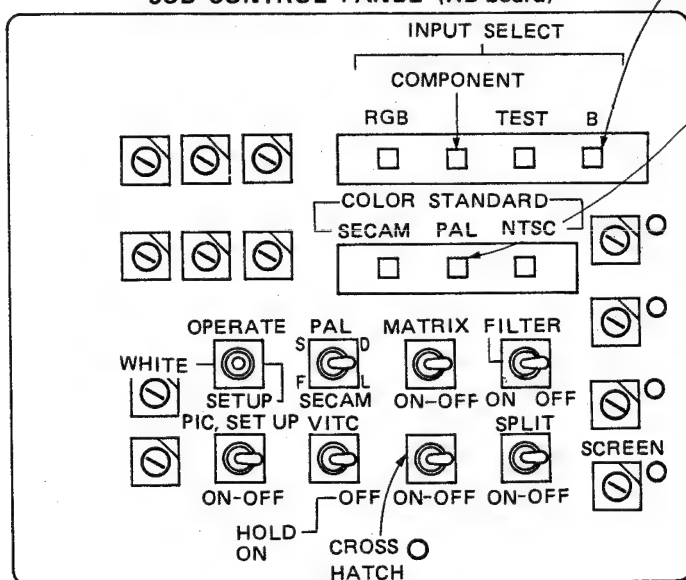 SUB CONTROL PANEL (AD board)
INPUT SELECT
COMPONENT
RGB TEST B
COLOR STANDARD
SECAM PAL NTSC
OPERATE PAL MATRIX FILTER
S D
WHITE
F L
SETUP SECAM ON-OFF ON OFF
PIC, SET UP VITC SPLIT
SCREEN
ON-OFF OFF ON-OFF ON-OFF
HOLD
ON
CROSS
HATCH